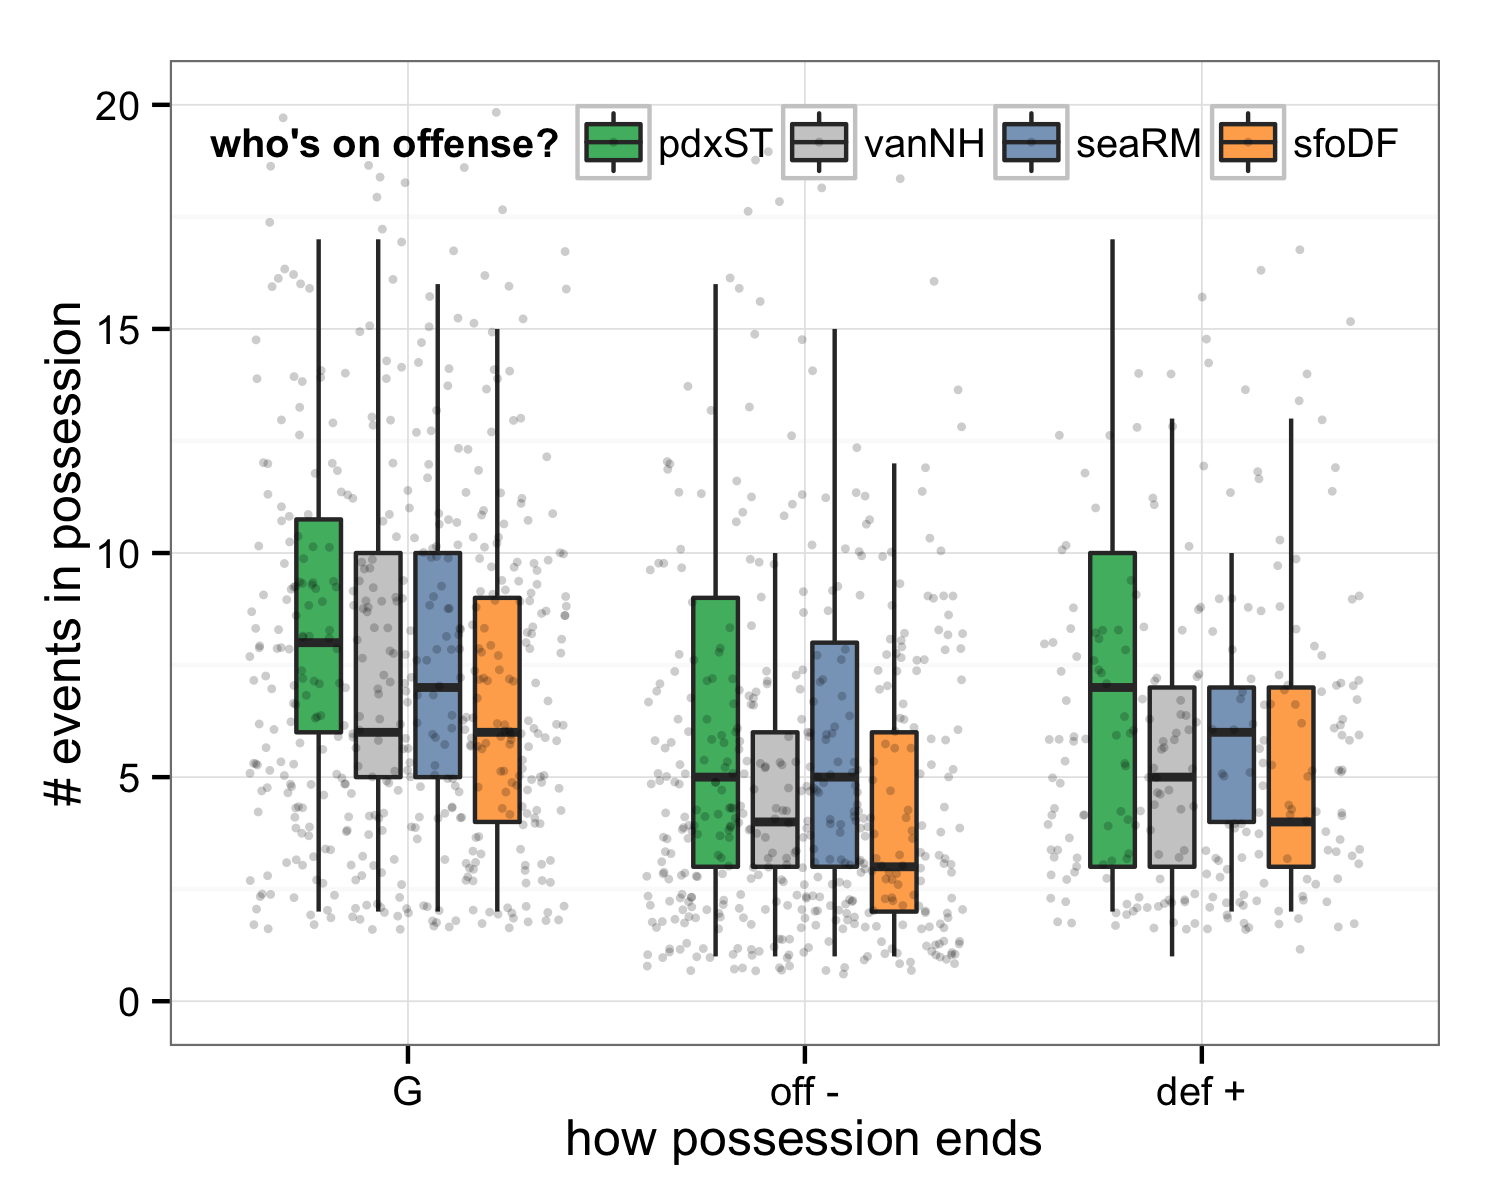 who's on offense? pdxST vanNH seaRM sfoDF
# events in possession
20
15
10
5
0
G off - def +
how possession ends